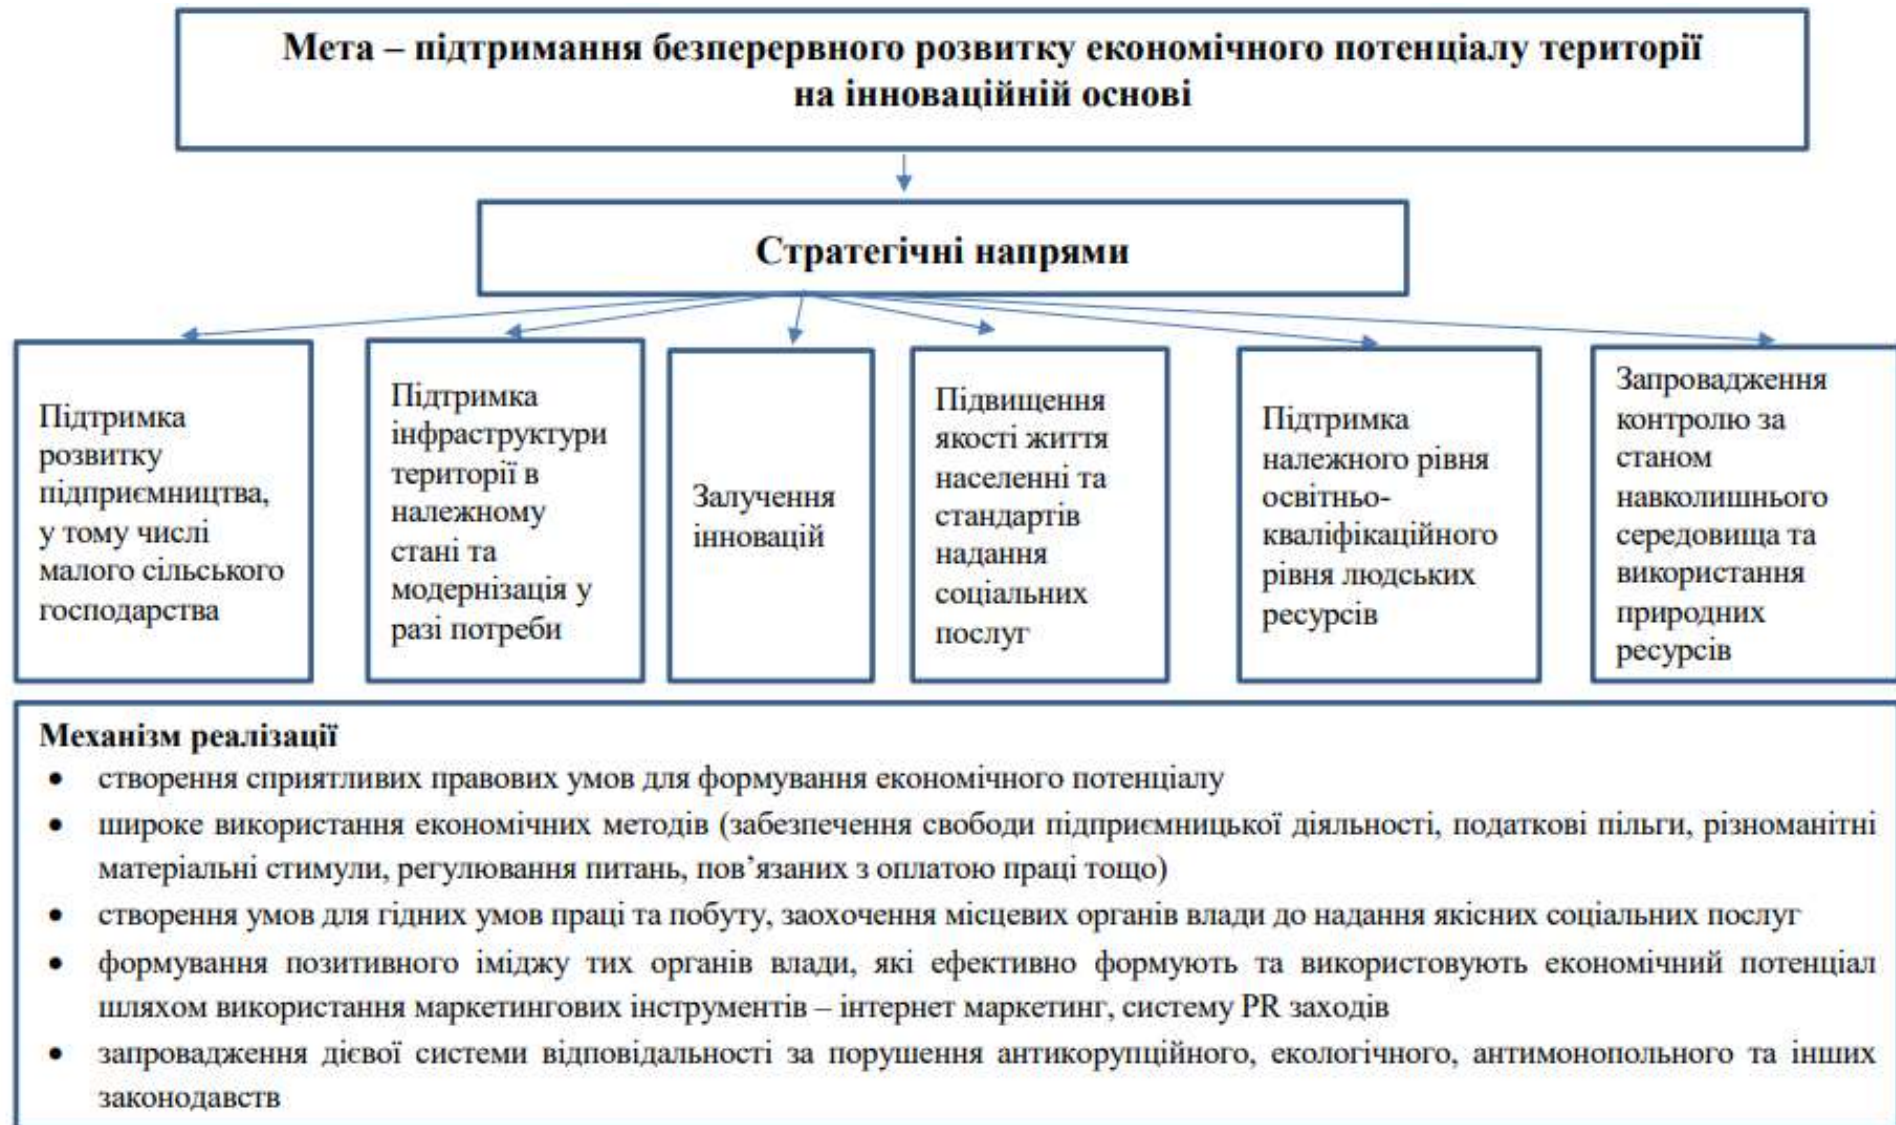 Мета – підтримання безперервного розвитку економічного потенціалу території
на інноваційній основі
Стратегічні напрями
Підтримка
розвитку
підприємництва,
у тому числі
малого сільського
господарства
Підтримка
інфраструктури
території в
належному
стані та
модернізація у
разі потреби
Залучення
інновацій
Підвищення
якості життя
населенні та
стандартів
надання
соціальних
послуг
Підтримка
належного рівня
освітньо-
кваліфікаційного
рівня людських
ресурсів
Запровадження
контролю за
станом
навколишнього
середовища та
використання
природних
ресурсів
Механізм реалізації
• створення сприятливих правових умов для формування економічного потенціалу
• широке використання економічних методів (забезпечення свободи підприємницької діяльності, податкові пільги, різноманітні
матеріальні стимули, регулювання питань, пов’язаних з оплатою праці тощо)
• створення умов для гідних умов праці та побуту, заохочення місцевих органів влади до надання якісних соціальних послуг
• формування позитивного іміджу тих органів влади, які ефективно формують та використовують економічний потенціал
шляхом використання маркетингових інструментів – інтернет маркетинг, систему PR заходів
• запровадження дієвої системи відповідальності за порушення антикорупційного, екологічного, антимонопольного та інших
законодавств